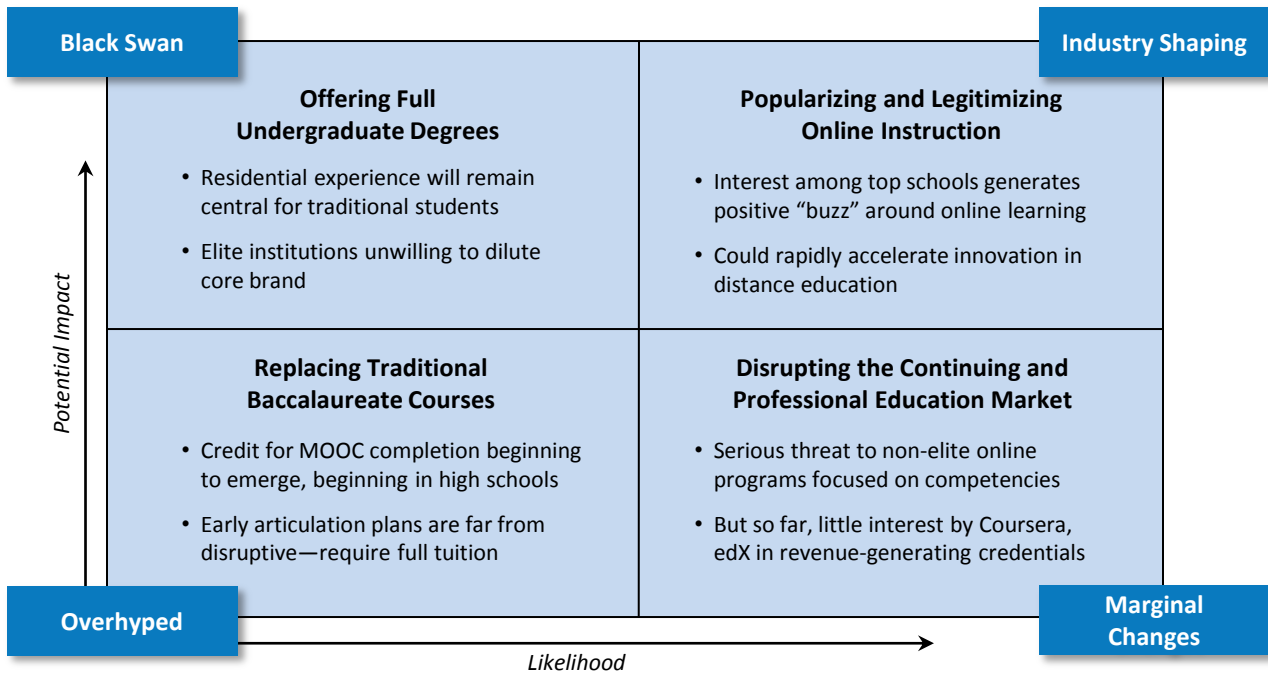 Black Swan
Industry Shaping
Offering Full
Undergraduate Degrees
• Residential experience will remain
central for traditional students
• Elite institutions unwilling to dilute
core brand
Popularizing and Legitimizing
Online Instruction
• Interest among top schools generates
positive “buzz” around online learning
• Could rapidly accelerate innovation in
distance education
Potential Impact
Replacing Traditional
Baccalaureate Courses
• Credit for MOOC completion beginning
to emerge, beginning in high schools
• Early articulation plans are far from
disruptive—require full tuition
Disrupting the Continuing and
Professional Education Market
• Serious threat to non-elite online
programs focused on competencies
• But so far, little interest by Coursera,
edX in revenue-generating credentials
Overhyped
Marginal
Changes
Likelihood